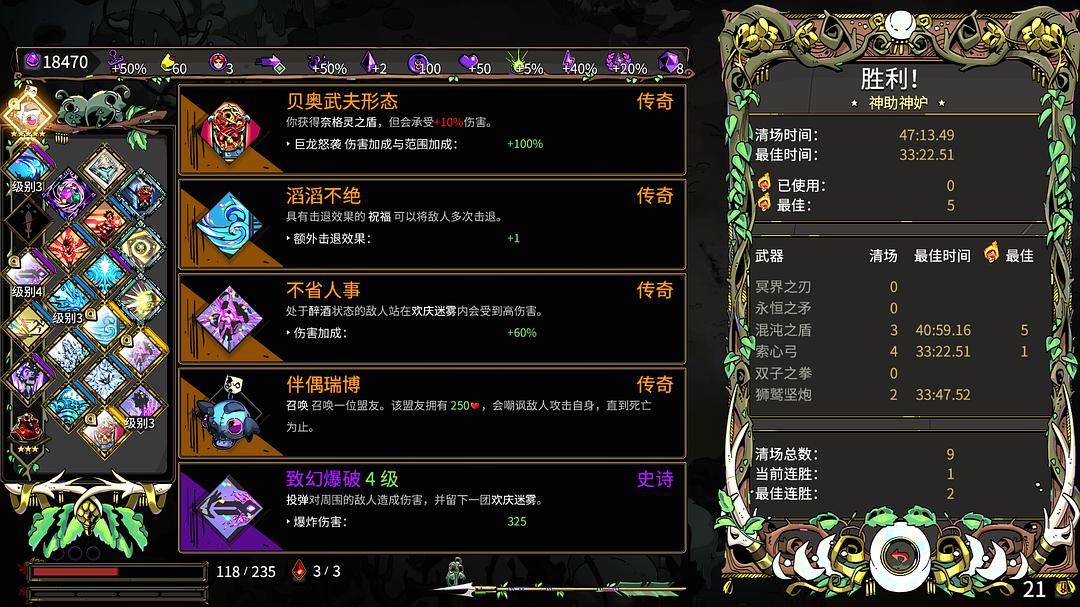 18470
+50%
60
3
+50%
+2
100
+50
+5%
+40%
+20%
8
级别3
级别4
级别3
级别3
贝奥武夫形态 传奇
你获得奈格灵之盾，但会承受+10%伤害。
巨龙怒袭 伤害加成与范围加成： +100%
滔滔不绝 传奇
具有击退效果的 祝福 可以将敌人多次击退。
额外击退效果： +1
不省人事 传奇
处于醉酒状态的敌人站在欢庆迷雾内会受到高伤害。
伤害加成： +60%
伴偶瑞博 传奇
召唤 召唤一位盟友。该盟友拥有 250 ，会嘲讽敌人攻击自身，直到死亡
为止。
致幻爆破 4 级 史诗
投弹对周围的敌人造成伤害，并留下一团欢庆迷雾。
爆炸伤害： 325
118 / 235
3 / 3
胜利！
神助神妒
清场时间： 47:13.49
最佳时间： 33:22.51
已使用： 0
最佳： 5
武器 清场 最佳时间 最佳
冥界之刃 0
永恒之矛 0
混沌之盾 3 40:59.16 5
索心弓 4 33:22.51 1
双子之拳 0
狮鹫坚炮 2 33:47.52
清场总数： 9
当前连胜： 1
最佳连胜： 2
21